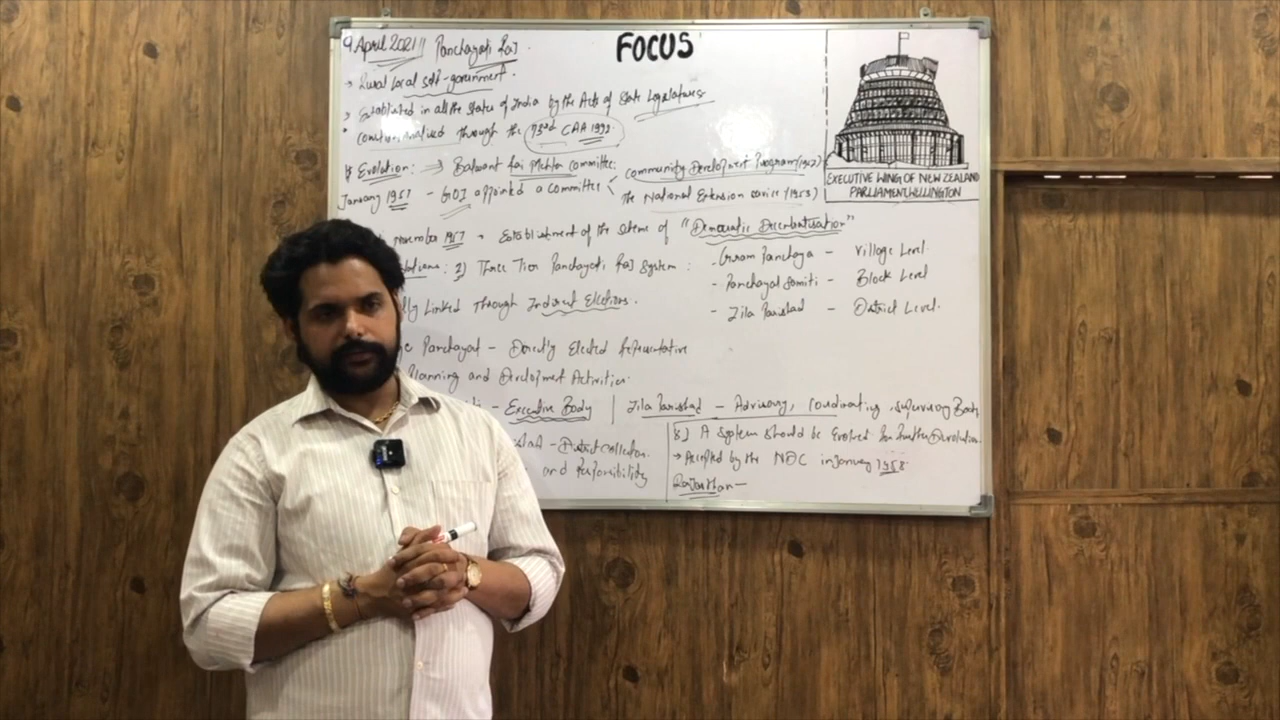 FOCUS
9 April 2021 || Panchayati Raj.
→ Rural local self-government.
→ Established in all the States of India by the Acts of State Legislatures
through the 73rd CAA 1992
Evolution: → Balwant Rai Mehta committee:
Community Development Program (1952)
January 1957 - GOI appointed a committee
The National Extension Service (1953)
November 1957 → Establishment of the scheme of "Democratic Decentralisation"
1) Three Tier Panchayati Raj System :
- Gram Panchaya - Village Level.
- Panchayat Samiti - Block Level
- Zila Parishad - District Level.
Linked Through Indirect Elections.
Panchayat - Directly Elected Representative
Planning and Development Activities.
- Executive Body | Zila Parishad - Advisory, coordinating, supervisory Body
- District collector.
and Responsibility
8) A system should be Evolved for further Devolution.
→ Accepted by the NDC in January 1958.
Rajasthan -
EXECUTIVE WING OF NEW ZEALAND
PARLIAMENT, WULLINGTON